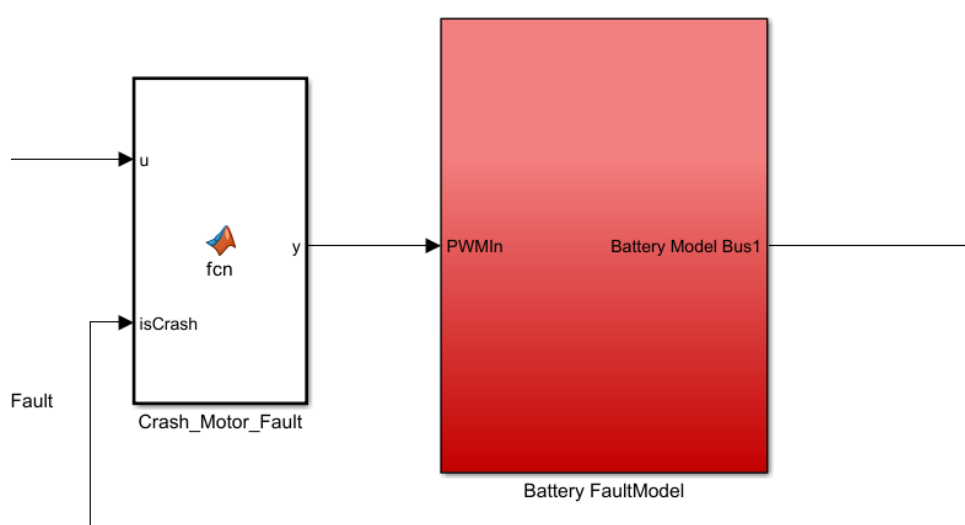 u
fcn
y
isCrash
Fault
Crash_Motor_Fault
PWMIn
Battery Model Bus1
Battery FaultModel